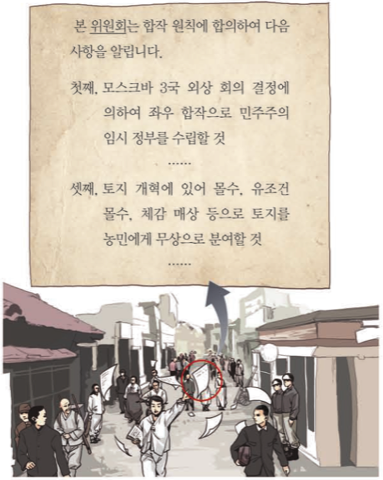 본 위원회는 합작 원칙에 합의하여 다음
사항을 알립니다.
첫째, 모스크바 3국 외상 회의 결정에
의하여 좌우 합작으로 민주주의
임시 정부를 수립할 것
……
셋째, 토지 개혁에 있어 몰수, 유조건
몰수, 체감 매상 등으로 토지를
농민에게 무상으로 분여할 것
……